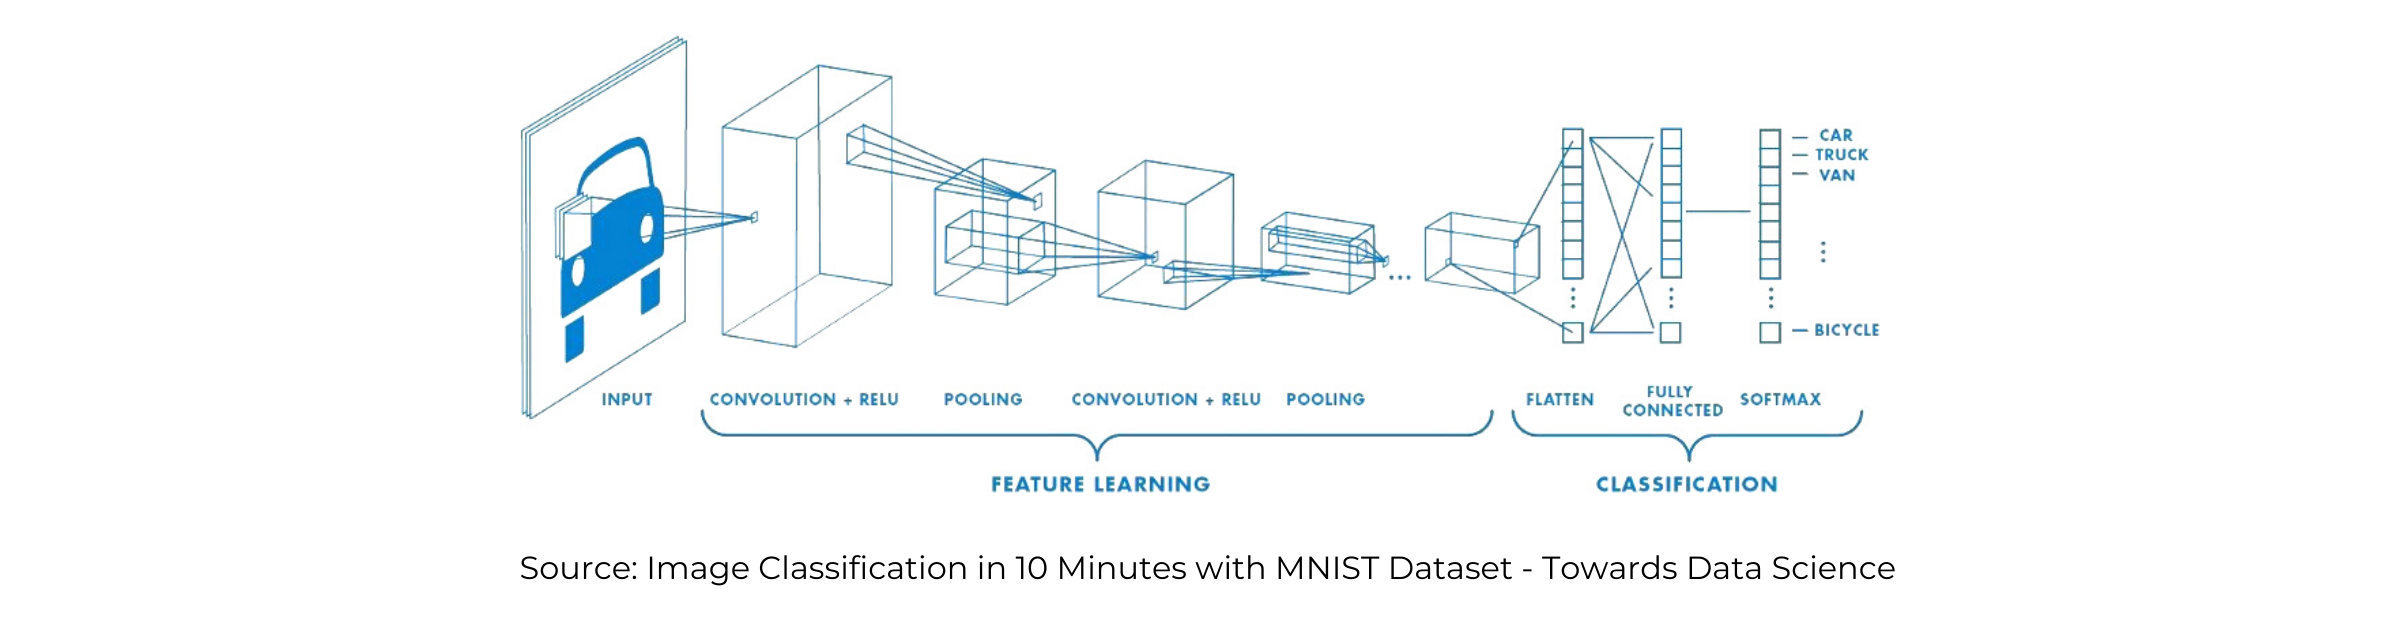 CAR
TRUCK
VAN
BICYCLE
INPUT
CONVOLUTION + RELU
POOLING
CONVOLUTION + RELU
POOLING
FLATTEN
FULLY
CONNECTED
SOFTMAX
FEATURE LEARNING
CLASSIFICATION
Source: Image Classification in 10 Minutes with MNIST Dataset - Towards Data Science